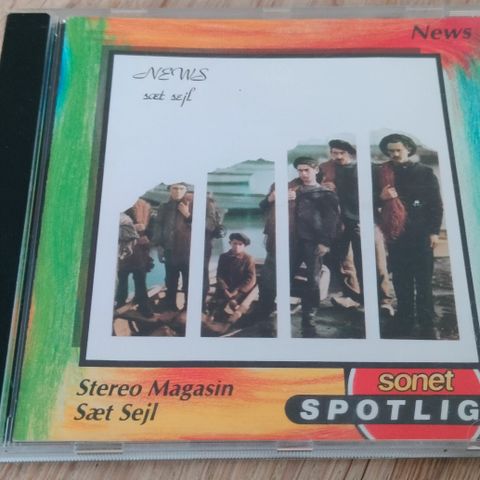 News
NEWS
sæt sejl
Stereo Magasin
Sæt Sejl
sonet
SPOTLIG